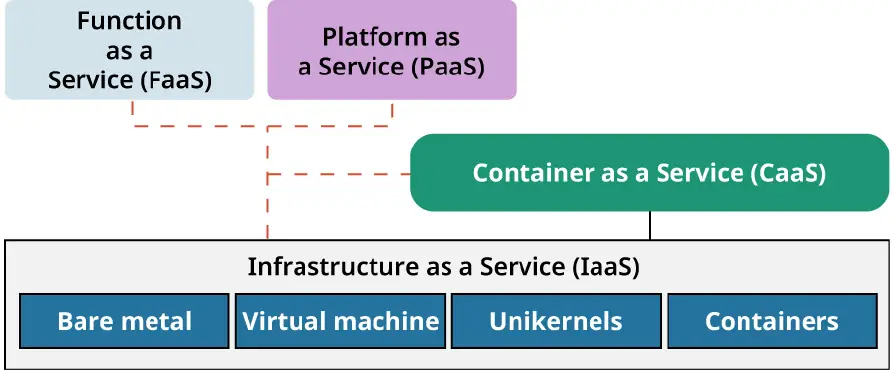 Function
as a
Service (FaaS)
Platform as
a Service (PaaS)
Container as a Service (CaaS)
Infrastructure as a Service (IaaS)
Bare metal
Virtual machine
Unikernels
Containers